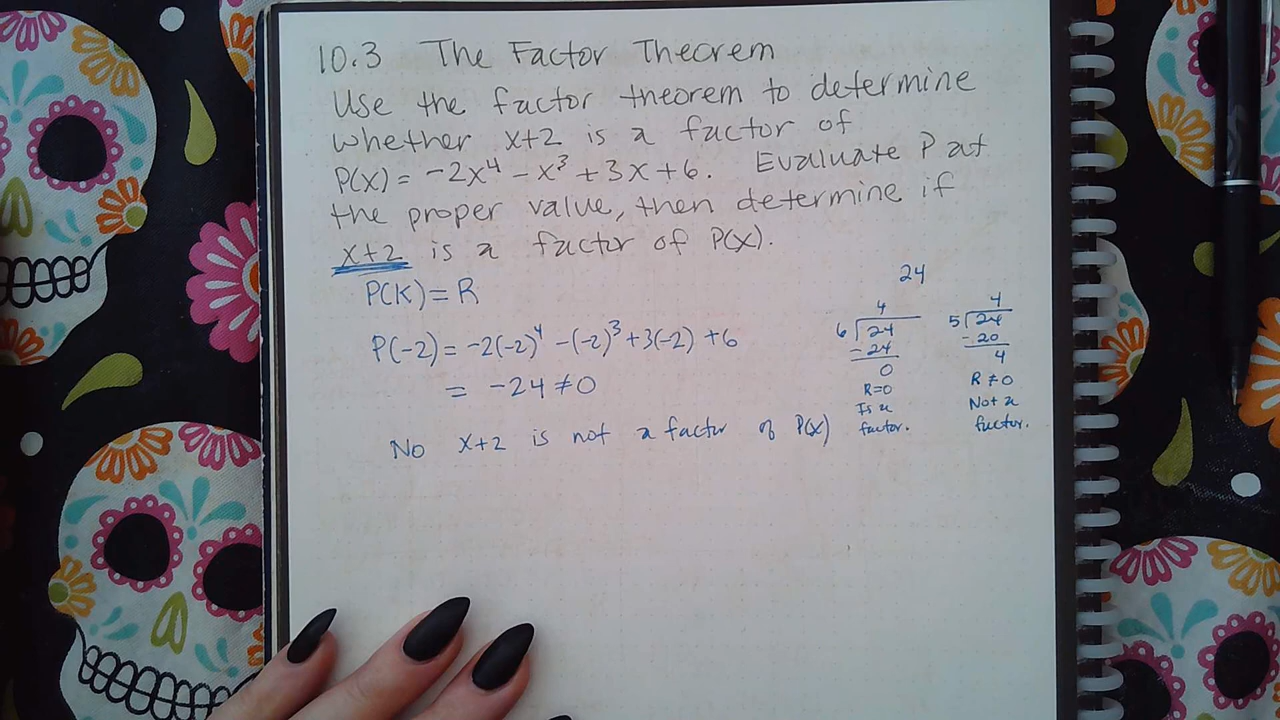 10.3 The Factor Theorem
Use the factor theorem to determine
whether x+2 is a factor of
P(x) = -2x⁴ - x³ + 3x + 6. Evaluate P at
the proper value, then determine if
x+2 is a factor of P(x).
P(K) = R
P(-2) = -2(-2)⁴ - (-2)³ + 3(-2) + 6
= -24 ≠ 0
No x+2 is not a factor of P(x)
24
4
6 24
- 24
0
R=0
Is a
factor.
4
5 24
- 20
4
R ≠ 0
Not a
factor.